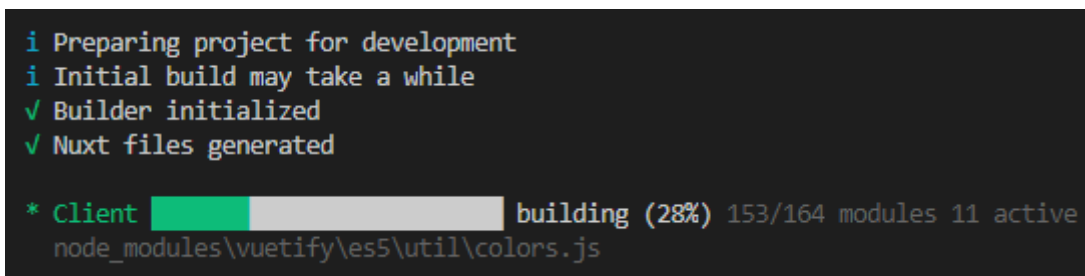 i Preparing project for development
i Initial build may take a while
√ Builder initialized
√ Nuxt files generated
* Client building (28%) 153/164 modules 11 active
node_modules\vuetify\es5\util\colors.js